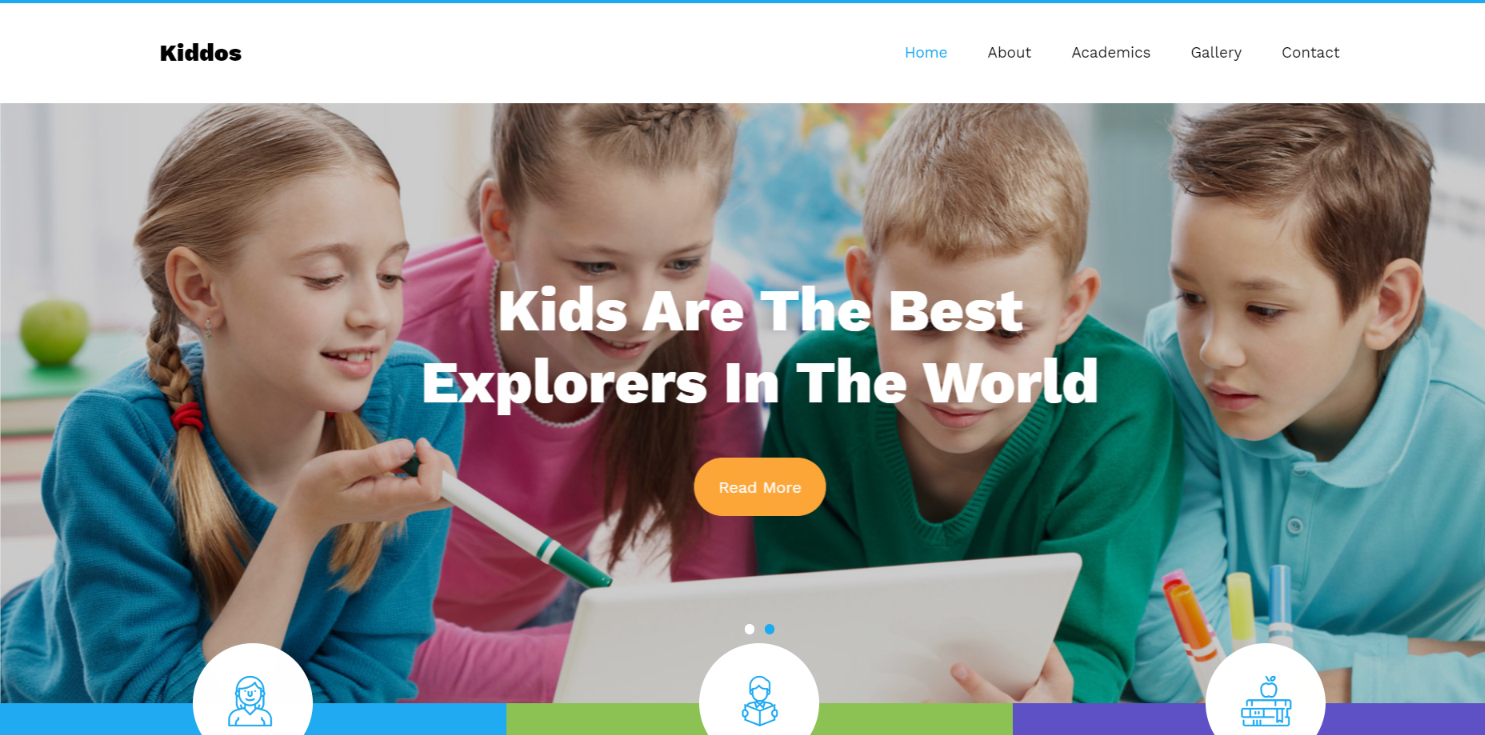 Kiddos
Home About Academics Gallery Contact
Kids Are The Best
Explorers In The World
Read More